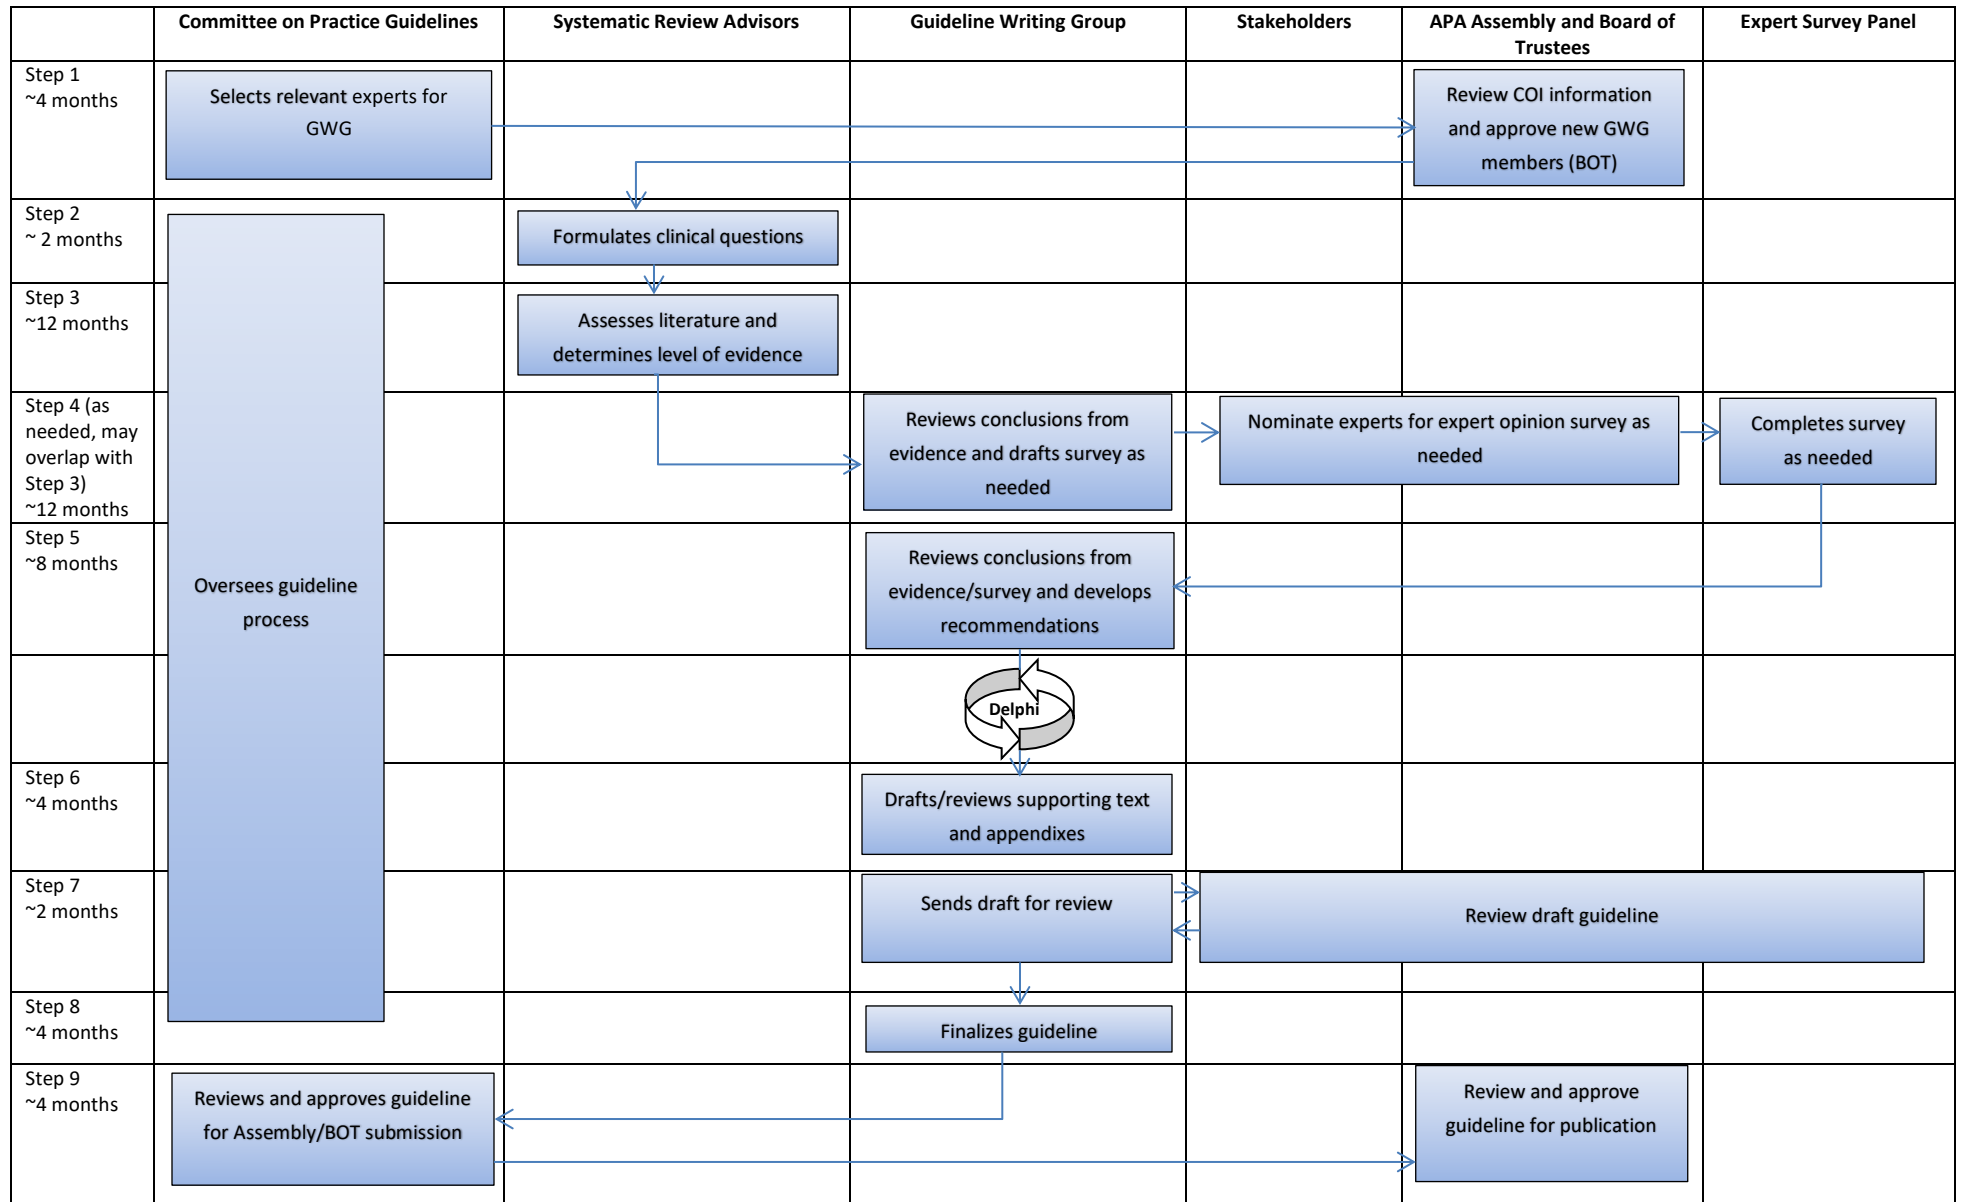 Committee on Practice Guidelines
Systematic Review Advisors
Guideline Writing Group
Stakeholders
APA Assembly and Board of
Trustees
Expert Survey Panel
Step 1
~4 months
Selects relevant experts for
GWG
Review COI information
and approve new GWG
members (BOT)
Step 2
~ 2 months
Formulates clinical questions
Step 3
~12 months
Assesses literature and
determines level of evidence
Step 4 (as
needed, may
overlap with
Step 3)
~12 months
Reviews conclusions from
evidence and drafts survey as
needed
Nominate experts for expert opinion survey as
needed
Completes survey
as needed
Step 5
~8 months
Oversees guideline
process
Reviews conclusions from
evidence/survey and develops
recommendations
Delphi
Step 6
~4 months
Drafts/reviews supporting text
and appendixes
Step 7
~2 months
Sends draft for review
Review draft guideline
Step 8
~4 months
Finalizes guideline
Step 9
~4 months
Reviews and approves guideline
for Assembly/BOT submission
Review and approve
guideline for publication